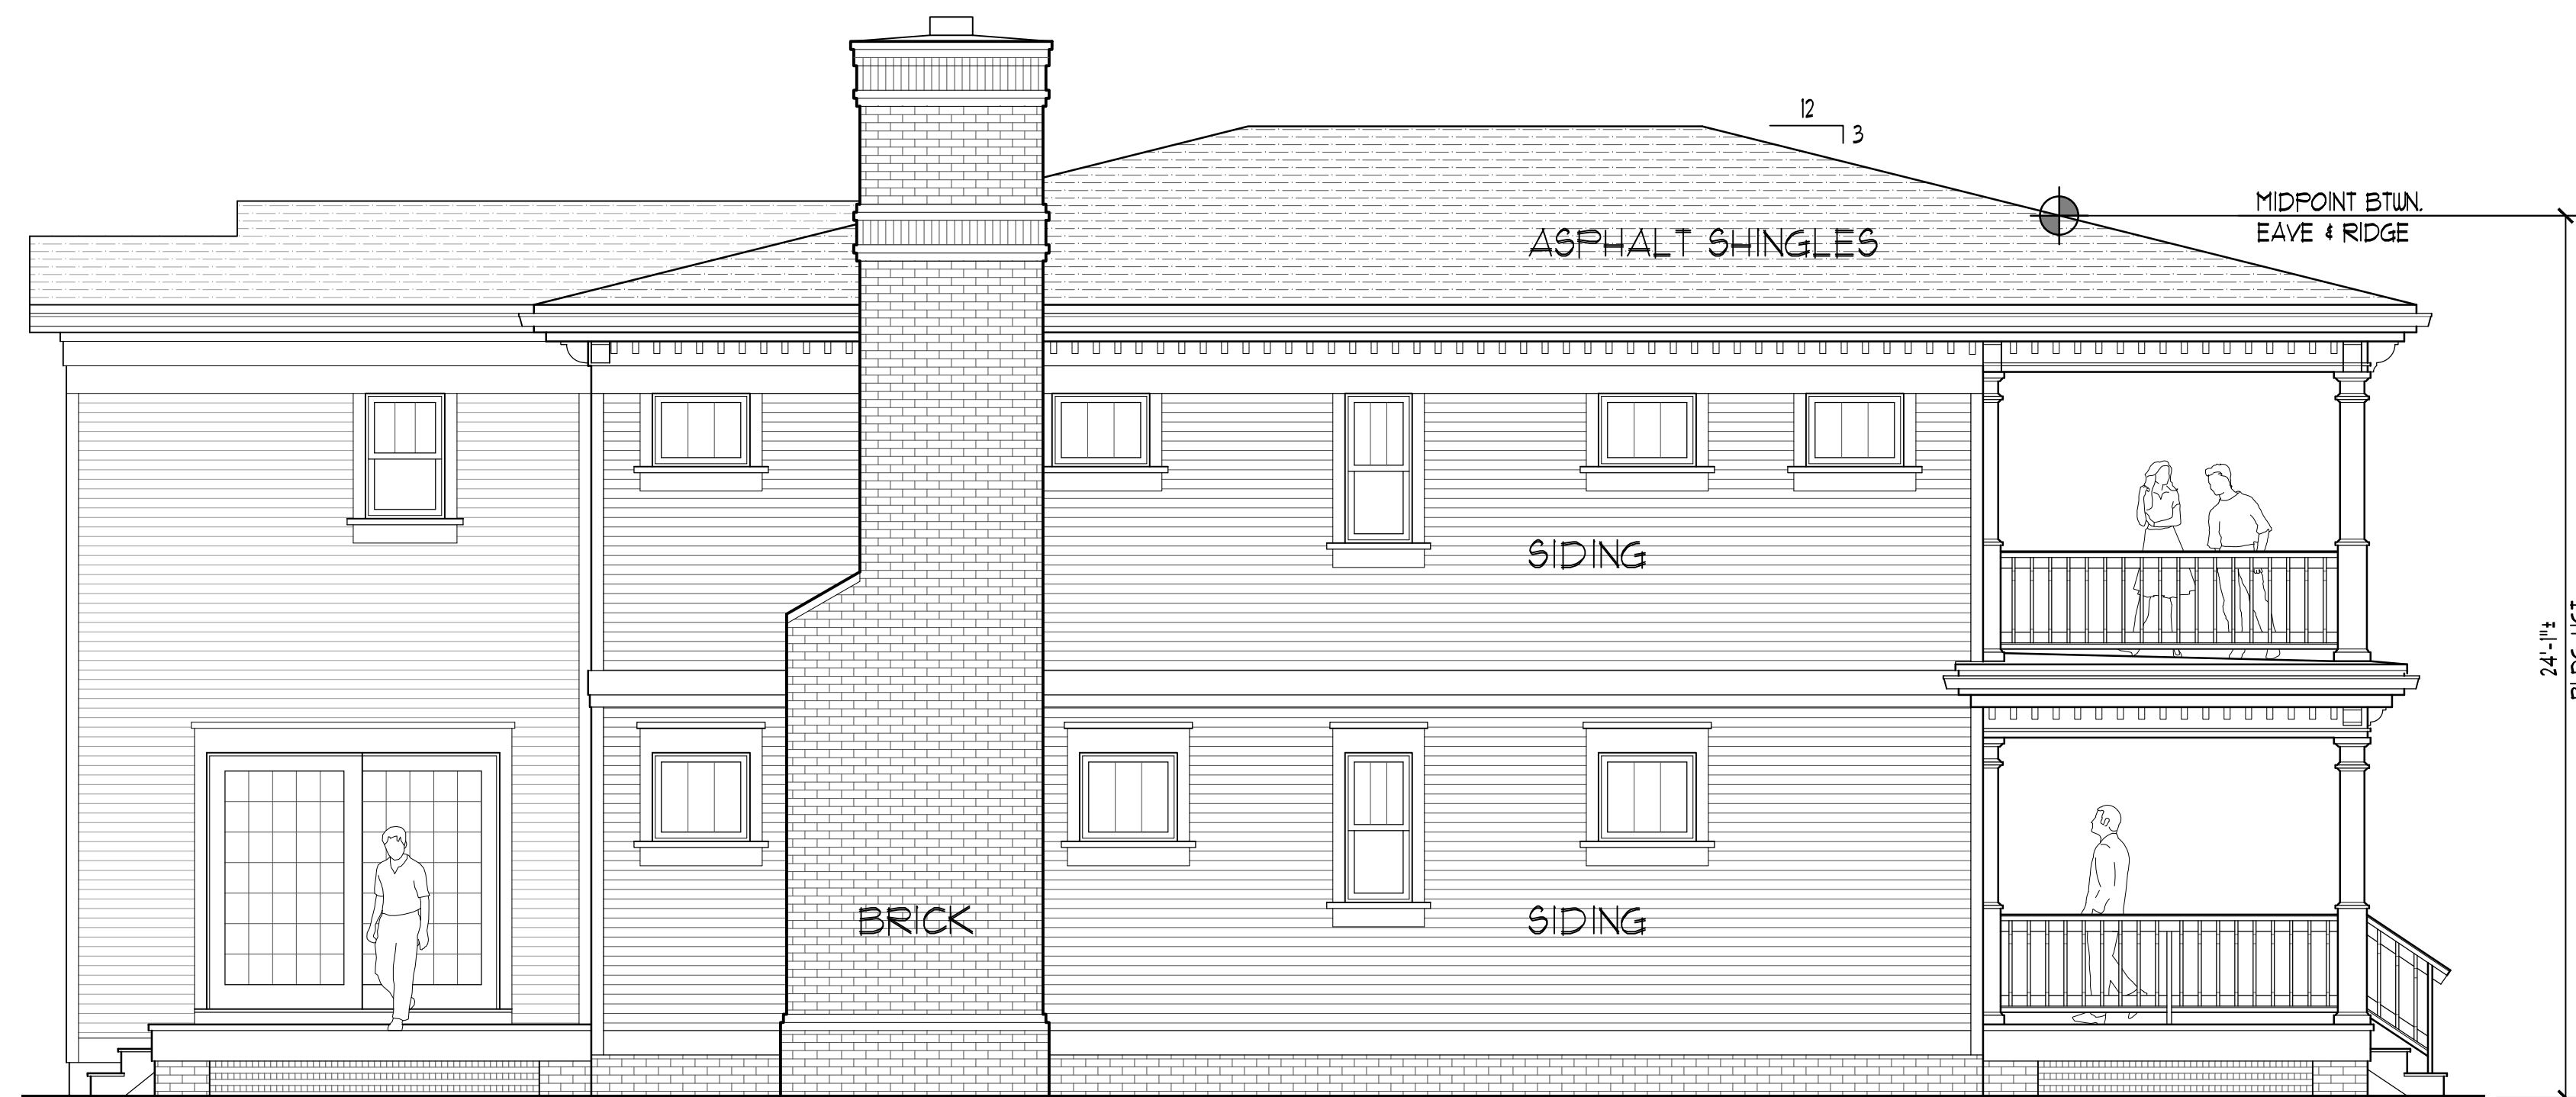 12
3
MIDPOINT BTWN.
EAVE & RIDGE
ASPHALT SHINGLES
SIDING
24'-1"±
BRICK
SIDING